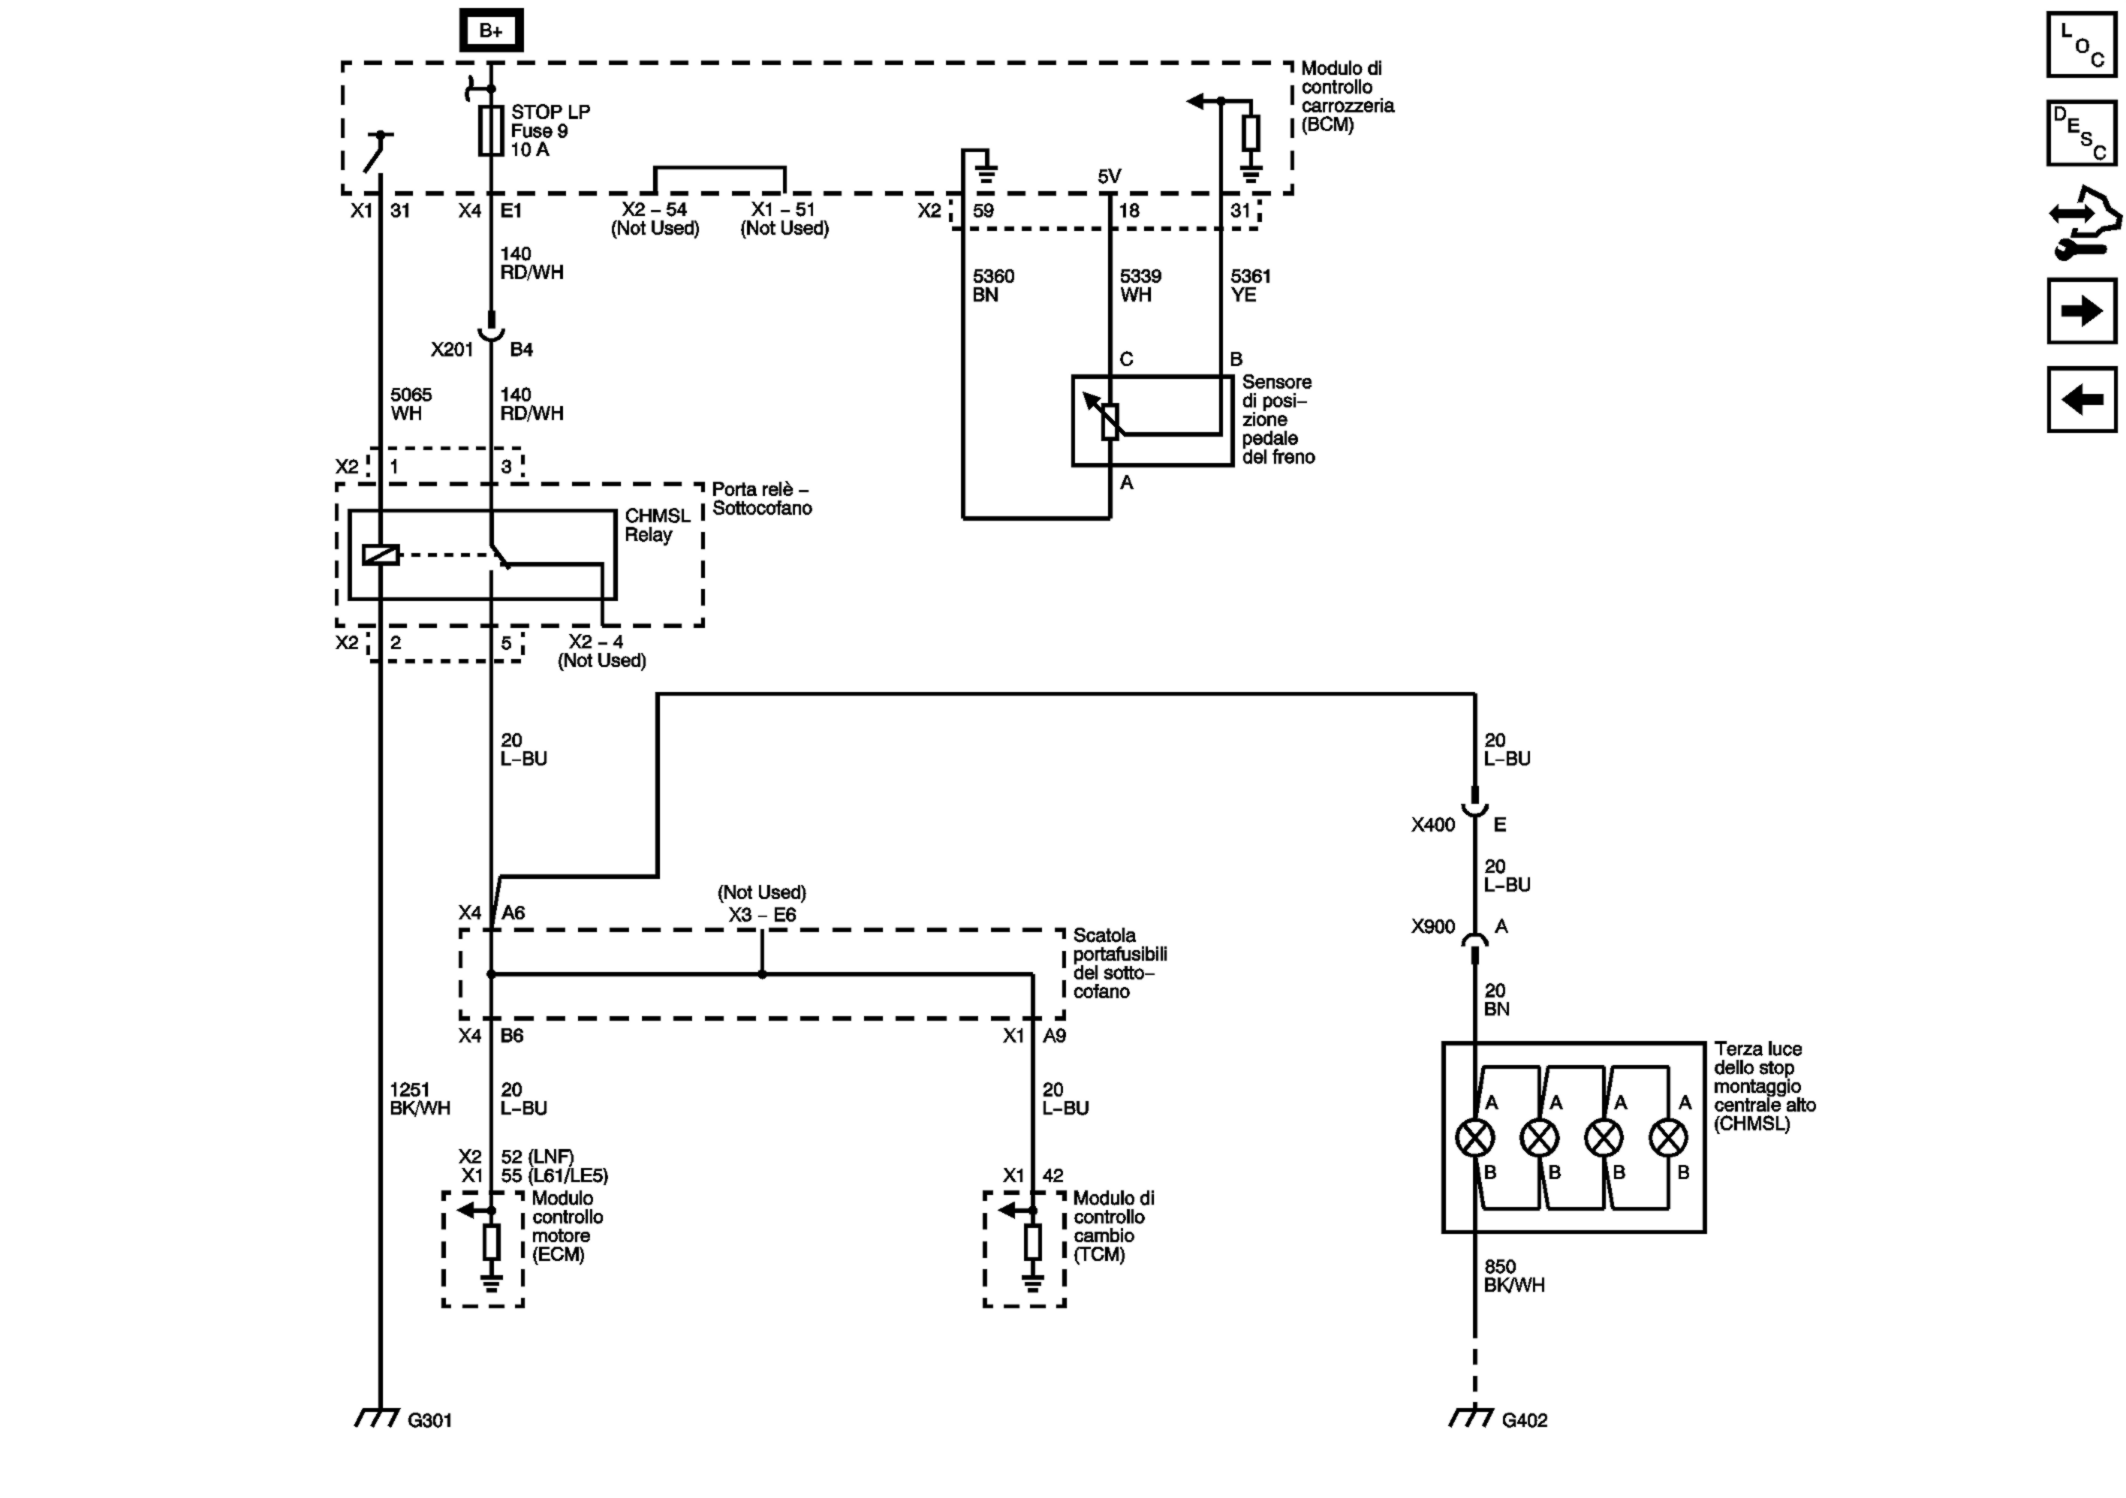 B+
LOC
DESC
Modulo di
controllo
carrozzeria
(BCM)
STOP LP
Fuse 9
10 A
5V
X1 31
X4 E1
X2 – 54
(Not Used)
X1 – 51
(Not Used)
X2 59
18
31
140
RD/WH
5360
BN
5339
WH
5361
YE
X201 B4
C
B
Sensore
di posi–
zione
pedale
del freno
A
5065
WH
140
RD/WH
X2 1
3
Porta relè –
Sottocofano
CHMSL
Relay
X2 2
5
X2 – 4
(Not Used)
20
L–BU
20
L–BU
X400 E
20
L–BU
X900 A
20
BN
(Not Used)
X3 – E6
X4 A6
Scatola
portafusibili
del sotto–
cofano
X4 B6
X1 A9
1251
BK/WH
20
L–BU
20
L–BU
Terza luce
dello stop
montaggio
centrale alto
(CHMSL)
A A A A
B B B B
X2 52 (LNF)
X1 55 (L61/LE5)
Modulo
controllo
motore
(ECM)
X1 42
Modulo di
controllo
cambio
(TCM)
850
BK/WH
G301
G402